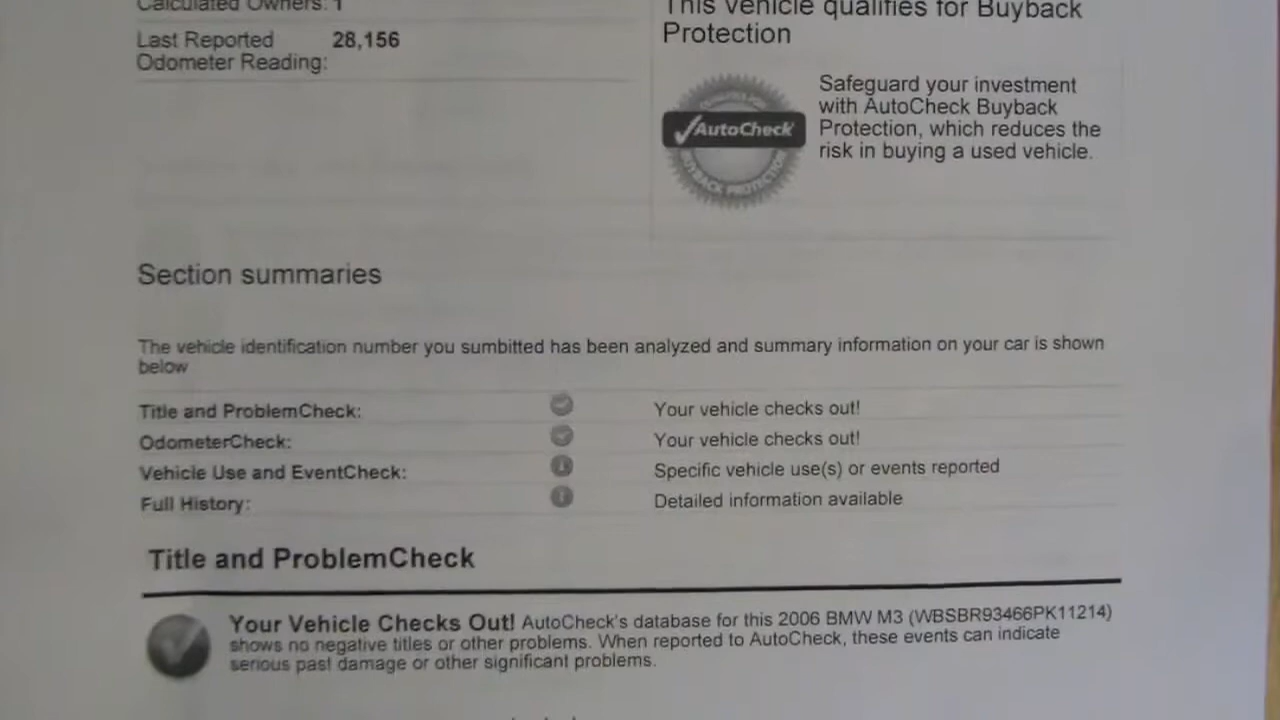 Calculated Owners: 1
Last Reported 28,156
Odometer Reading:
This vehicle qualifies for Buyback
Protection
AutoCheck
BUYBACK PROTECTION
Safeguard your investment
with AutoCheck Buyback
Protection, which reduces the
risk in buying a used vehicle.
Section summaries
The vehicle identification number you sumbitted has been analyzed and summary information on your car is shown
below
Title and ProblemCheck: Your vehicle checks out!
OdometerCheck: Your vehicle checks out!
Vehicle Use and EventCheck: Specific vehicle use(s) or events reported
Full History: Detailed information available
Title and ProblemCheck
Your Vehicle Checks Out! AutoCheck's database for this 2006 BMW M3 (WBSBR93466PK11214)
shows no negative titles or other problems. When reported to AutoCheck, these events can indicate
serious past damage or other significant problems.